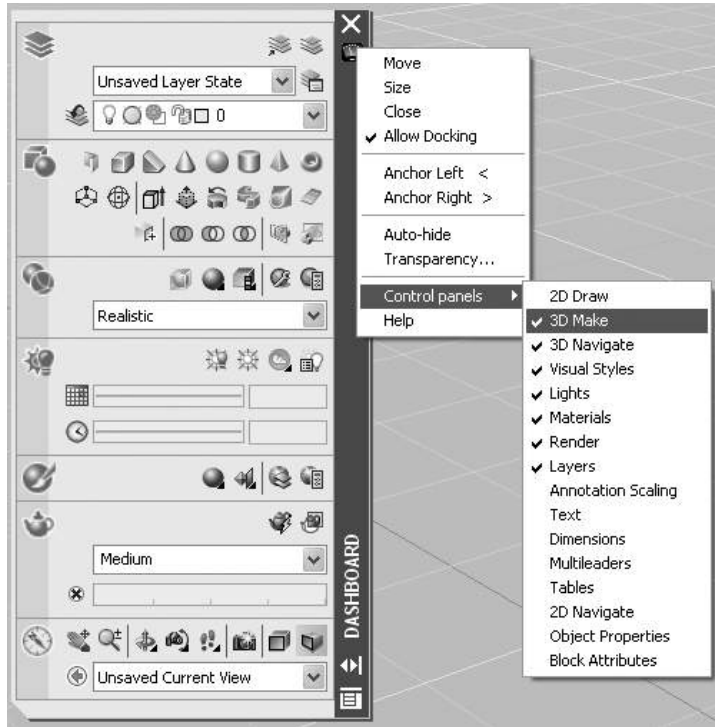 Unsaved Layer State
0
Realistic
Medium
Unsaved Current View
DASHBOARD
Move
Size
Close
Allow Docking
Anchor Left <
Anchor Right >
Auto-hide
Transparency...
Control panels
Help
2D Draw
3D Make
3D Navigate
Visual Styles
Lights
Materials
Render
Layers
Annotation Scaling
Text
Dimensions
Multileaders
Tables
2D Navigate
Object Properties
Block Attributes